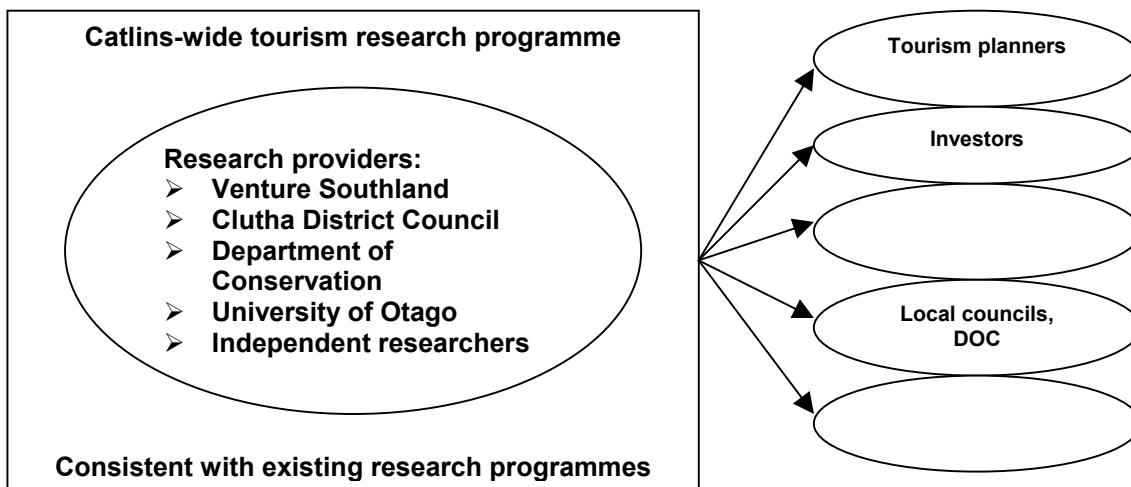 Catlins-wide tourism research programme
Research providers:
➢ Venture Southland
➢ Clutha District Council
➢ Department of
Conservation
➢ University of Otago
➢ Independent researchers
Consistent with existing research programmes
Tourism planners
Investors
Local councils,
DOC